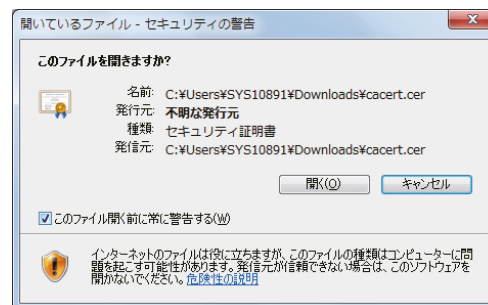 開いているファイル - セキュリティの警告
このファイルを開きますか?
名前: C:¥Users¥SYS10891¥Downloads¥cacert.cer
発行元: 不明な発行元
種類: セキュリティ証明書
発信元: C:¥Users¥SYS10891¥Downloads¥cacert.cer
開く(O) キャンセル
このファイル開く前に常に警告する(W)
インターネットのファイルは役に立ちますが、このファイルの種類はコンピューターに問
題を起こす可能性があります。発信元が信頼できない場合は、このソフトウェアを
開かないでください。危険性の説明